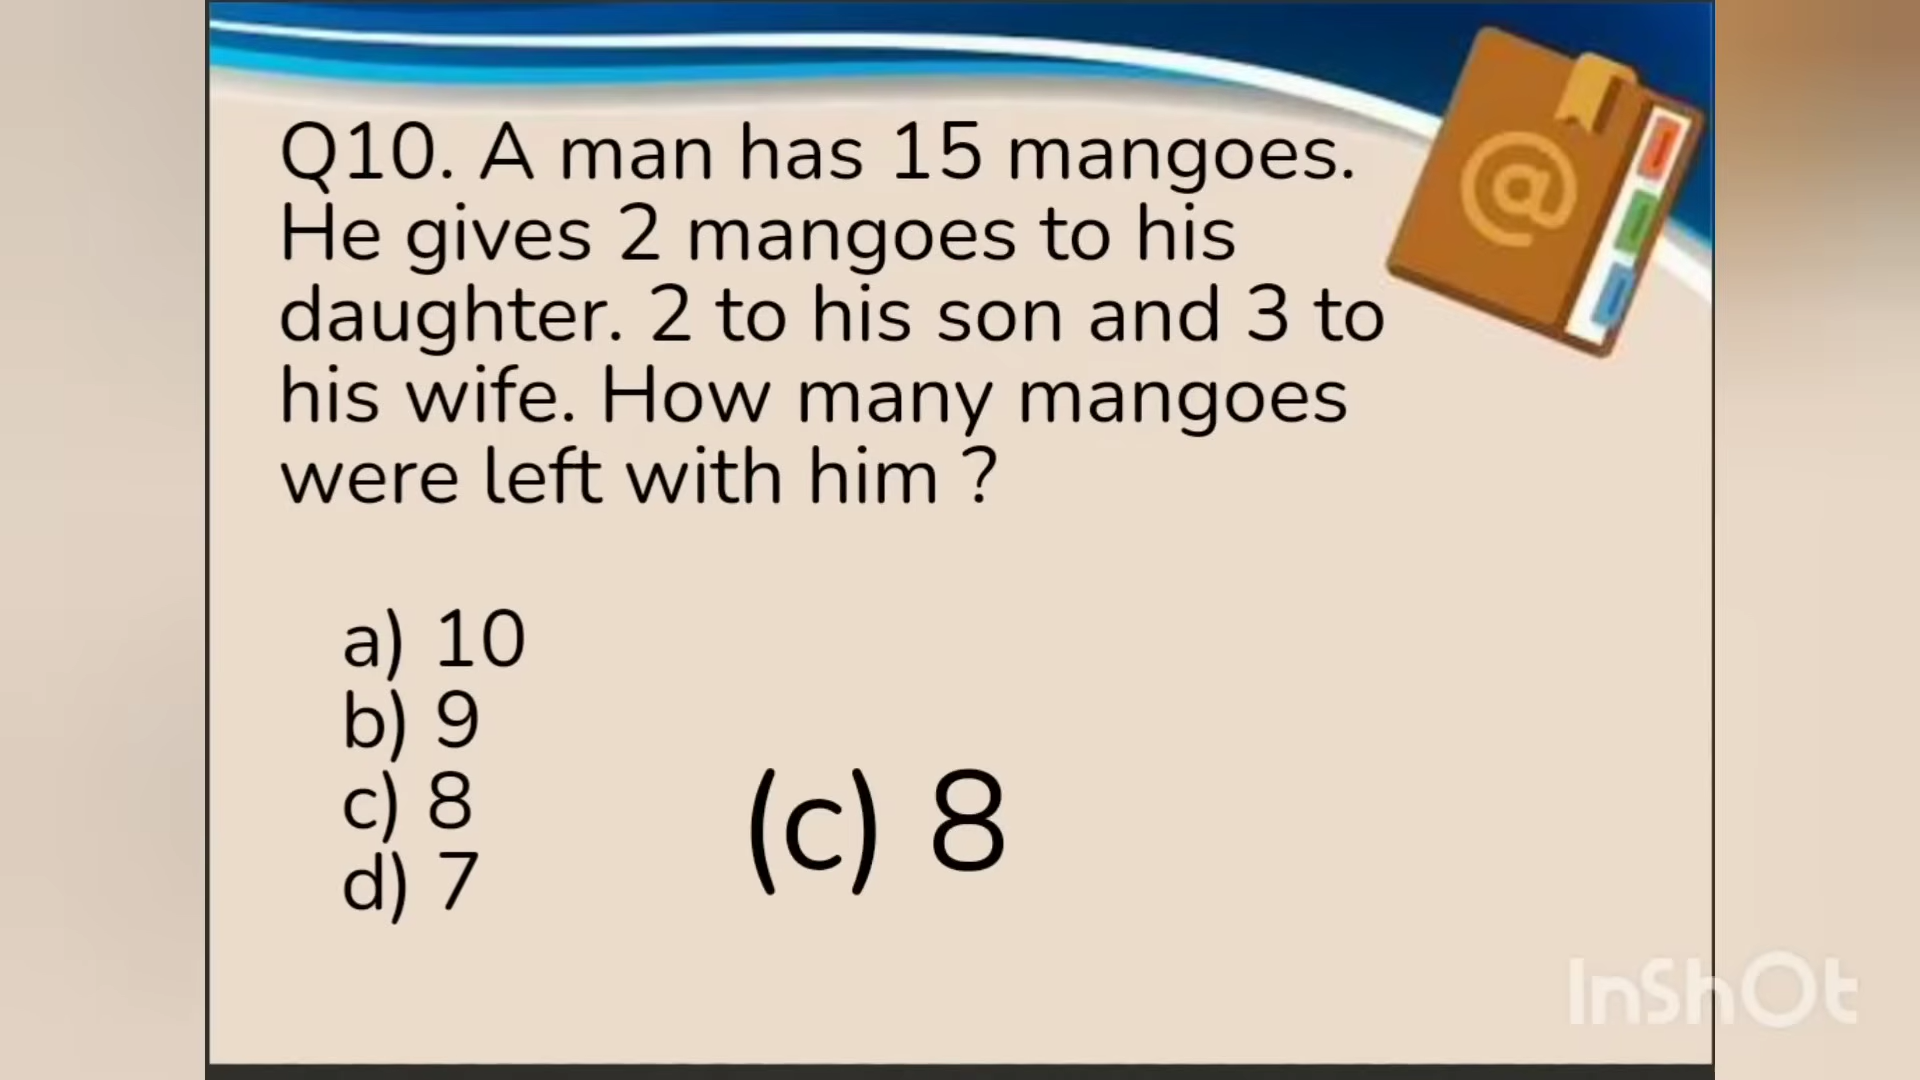 Q10. A man has 15 mangoes.
He gives 2 mangoes to his
daughter. 2 to his son and 3 to
his wife. How many mangoes
were left with him ?
a) 10
b) 9
c) 8
d) 7
(c) 8
@
InShOt